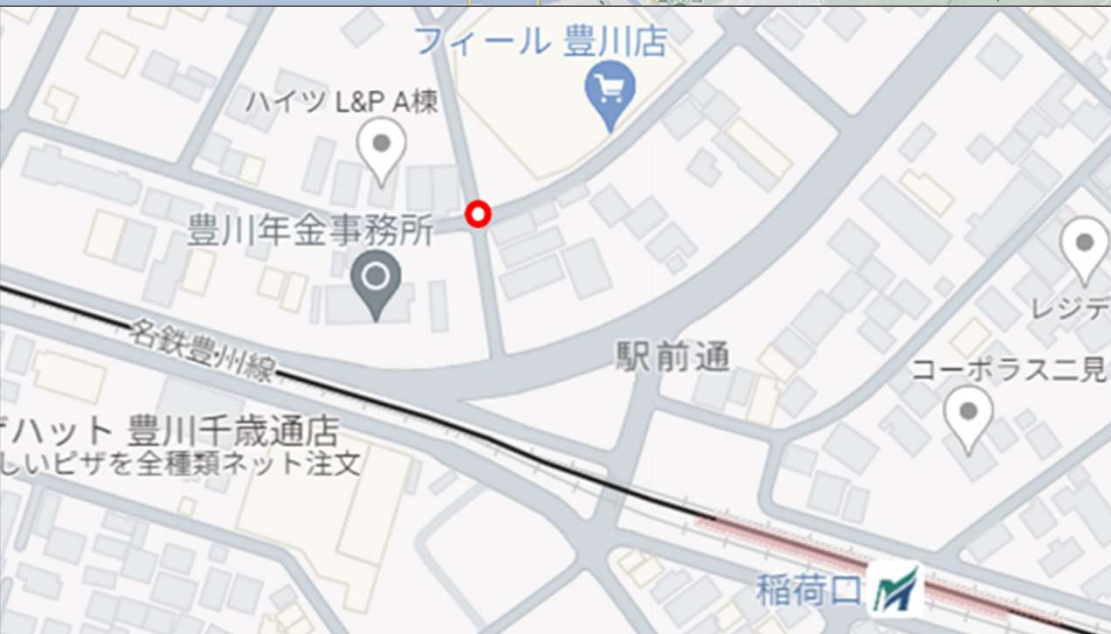 フィール 豊川店
ハイツ L&P A棟
豊川年金事務所
レジデ
名鉄豊川線
駅前通
コーポラス二見
ザハット 豊川千歳通店
しいピザを全種類ネット注文
稲荷口